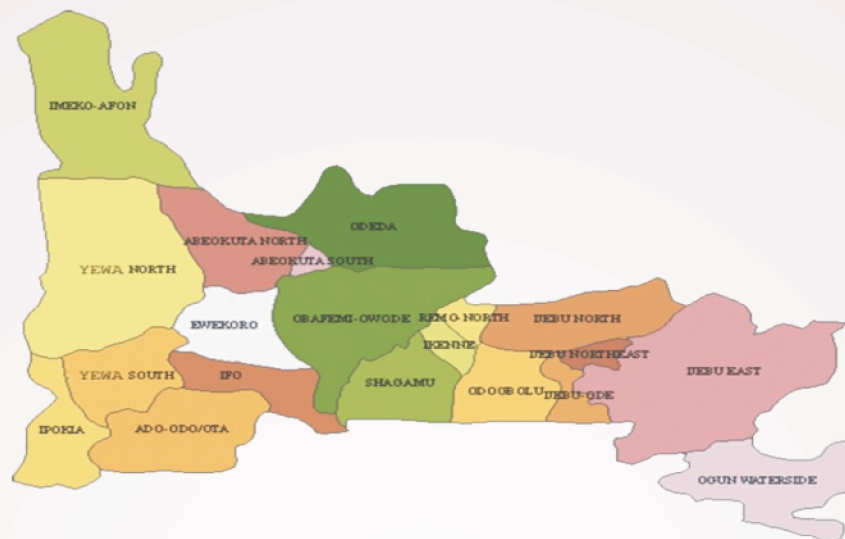 IMEKO-AFON
ODEDA
ABEOKUTA NORTH
ABEOKUTA SOUTH
YEWA NORTH
EWEKORO
OBAFEMI-OWODE
REMO-NORTH
IJEBU NORTH
IKENNE
IJEBU NORTHEAST
IJEBU EAST
YEWA SOUTH
IFO
SHAGAMU
ODOGBOLU
IJEBU-ODE
IPOKIA
ADO-ODO/OTA
OGUN WATERSIDE